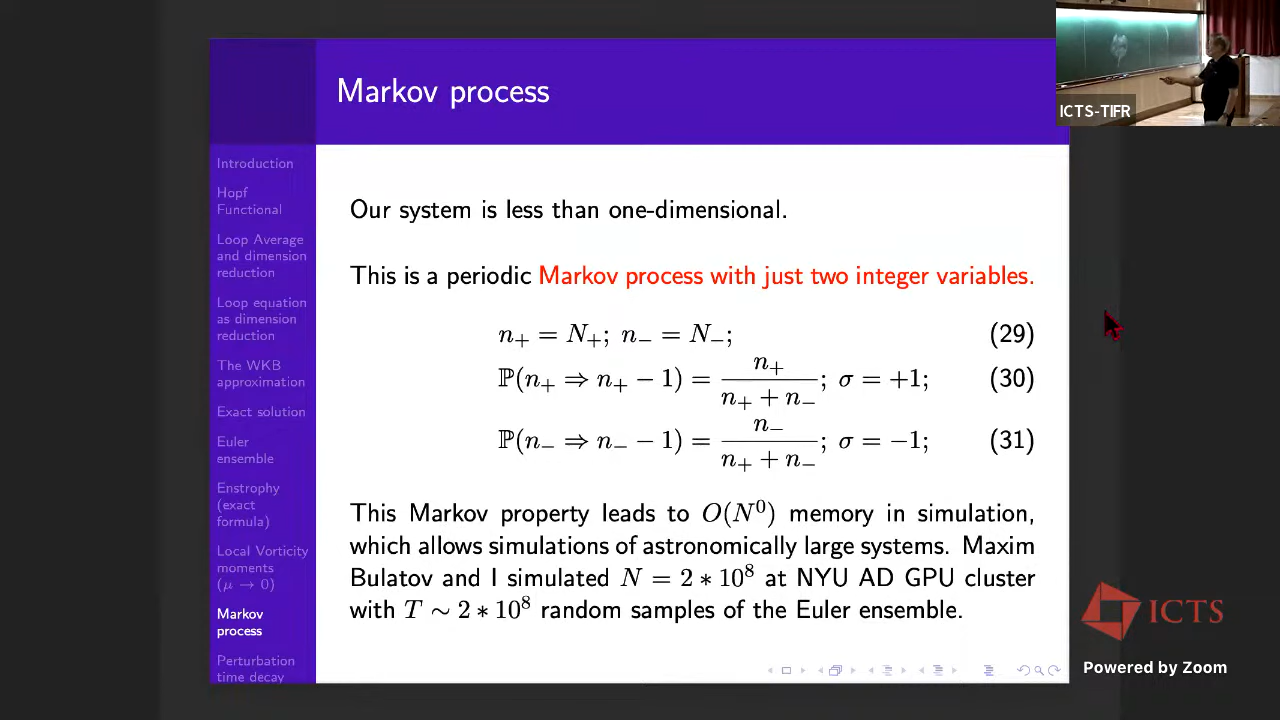 Markov process
ICTS-TIFR
Introduction
Hopf
Functional
Loop Average
and dimension
reduction
Loop equation
as dimension
reduction
The WKB
approximation
Exact solution
Euler
ensemble
Enstrophy
(exact
formula)
Local Vorticity
moments
(μ → 0)
Markov
process
Perturbation
time decay
Our system is less than one-dimensional.
This is a periodic Markov process with just two integer variables.
n₊ = N₊; n₋ = N₋; (29)
ℙ(n₊ ⇒ n₊ − 1) = n₊ / (n₊ + n₋); σ = +1; (30)
ℙ(n₋ ⇒ n₋ − 1) = n₋ / (n₊ + n₋); σ = −1; (31)
This Markov property leads to O(N⁰) memory in simulation,
which allows simulations of astronomically large systems. Maxim
Bulatov and I simulated N = 2 * 10⁸ at NYU AD GPU cluster
with T ∼ 2 * 10⁸ random samples of the Euler ensemble.
ICTS
Powered by Zoom